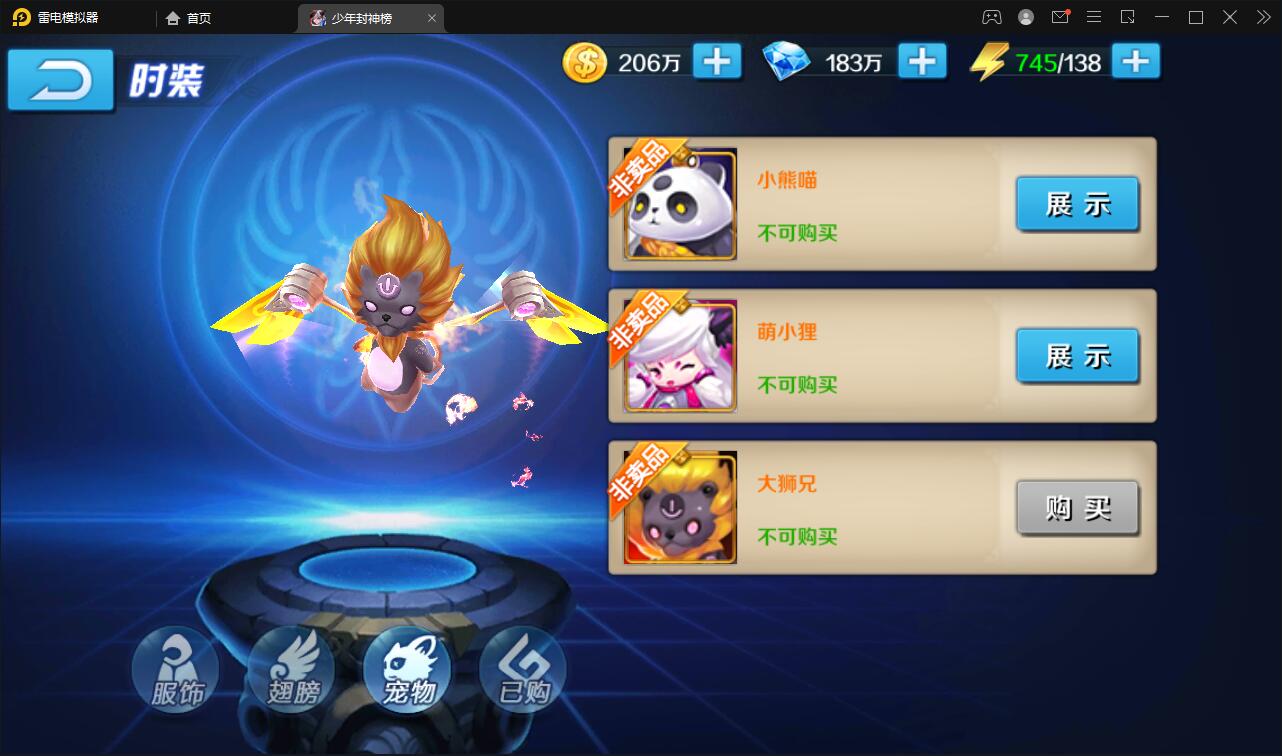 雷电模拟器
首页
少年封神榜
时装
206万
183万
745/138
非卖品
小熊喵
不可购买
展示
非卖品
萌小狸
不可购买
展示
非卖品
大狮兄
不可购买
购买
服饰
翅膀
宠物
已购